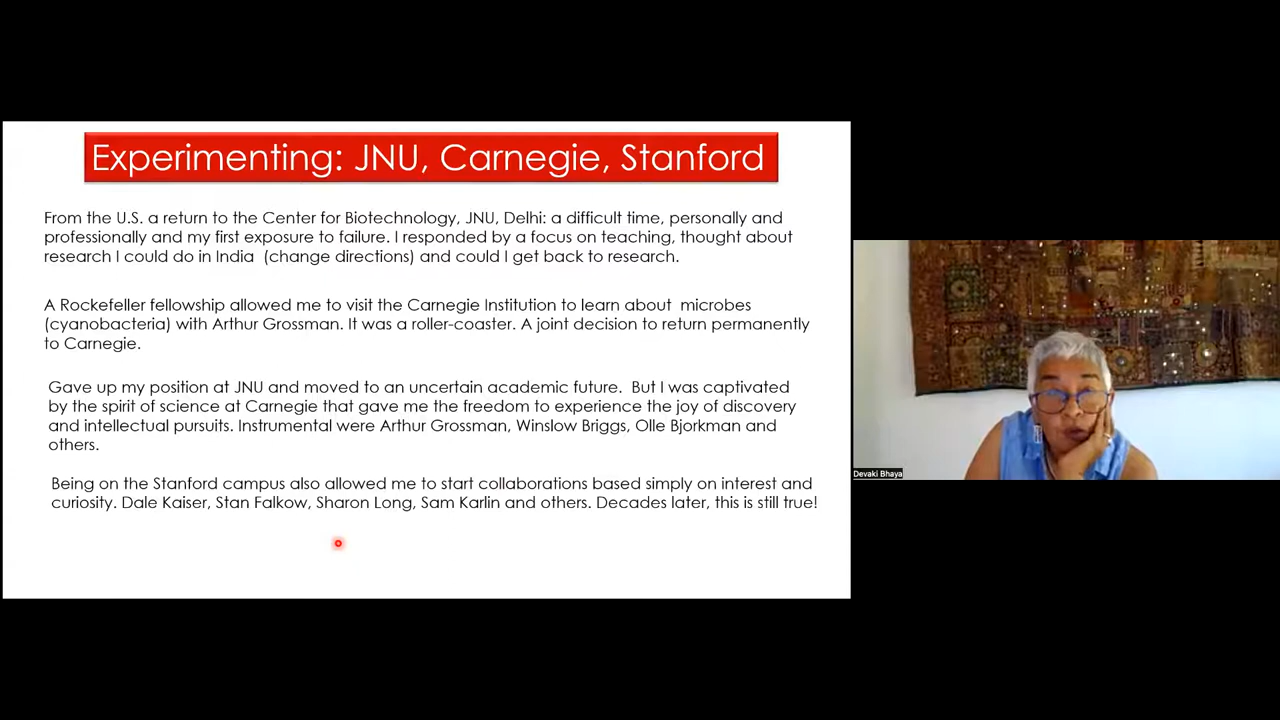 Experimenting: JNU, Carnegie, Stanford
From the U.S. a return to the Center for Biotechnology, JNU, Delhi: a difficult time, personally and
professionally and my first exposure to failure. I responded by a focus on teaching, thought about
research I could do in India (change directions) and could I get back to research.
A Rockefeller fellowship allowed me to visit the Carnegie Institution to learn about microbes
(cyanobacteria) with Arthur Grossman. It was a roller-coaster. A joint decision to return permanently
to Carnegie.
Gave up my position at JNU and moved to an uncertain academic future. But I was captivated
by the spirit of science at Carnegie that gave me the freedom to experience the joy of discovery
and intellectual pursuits. Instrumental were Arthur Grossman, Winslow Briggs, Olle Bjorkman and
others.
Being on the Stanford campus also allowed me to start collaborations based simply on interest and
curiosity. Dale Kaiser, Stan Falkow, Sharon Long, Sam Karlin and others. Decades later, this is still true!
Devaki Bhaya